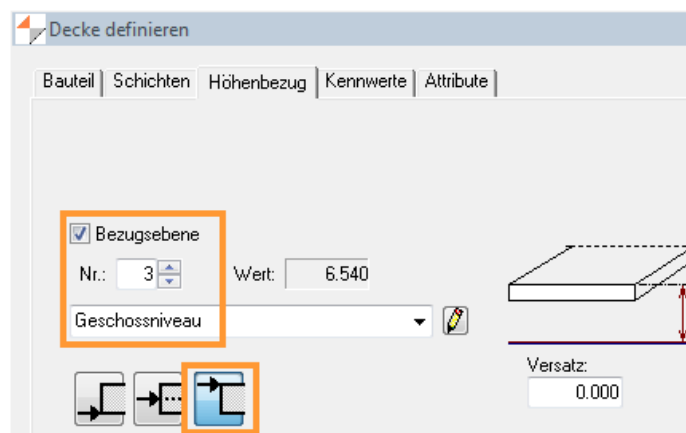 Decke definieren
Bauteil Schichten Höhenbezug Kennwerte Attribute
Bezugsebene
Nr.: 3 Wert: 6.540
Geschossniveau
Versatz:
0.000